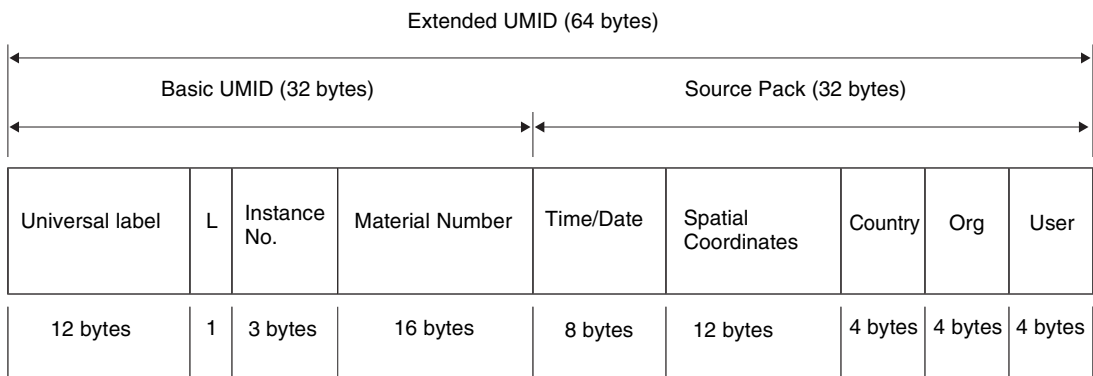 Extended UMID (64 bytes)
Basic UMID (32 bytes) Source Pack (32 bytes)
Universal label L Instance No. Material Number Time/Date Spatial Coordinates Country Org User
12 bytes 1 3 bytes 16 bytes 8 bytes 12 bytes 4 bytes 4 bytes 4 bytes